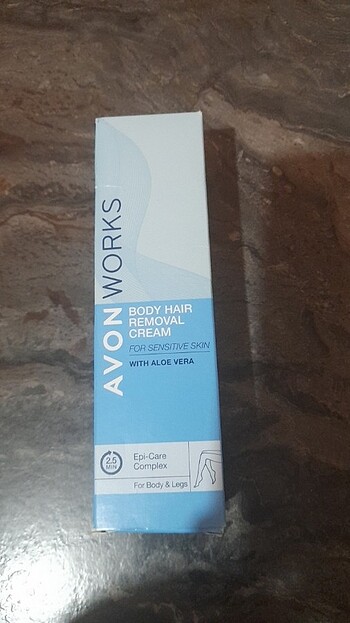 AVON WORKS
BODY HAIR
REMOVAL
CREAM
FOR SENSITIVE SKIN
WITH ALOE VERA
2.5
MIN
Epi-Care
Complex
For Body & Legs